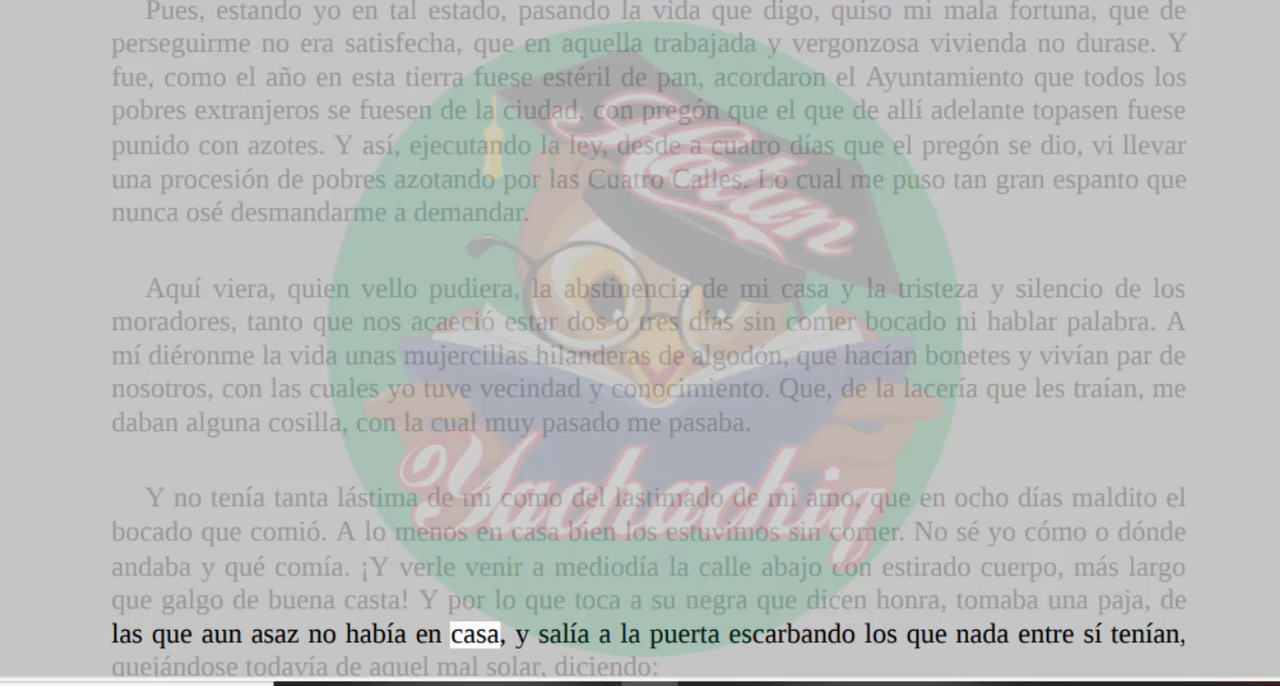 Pues, estando yo en tal estado, pasando la vida que digo, quiso mi mala fortuna, que de
perseguirme no era satisfecha, que en aquella trabajada y vergonzosa vivienda no durase. Y
fue, como el año en esta tierra fuese estéril de pan, acordaron el Ayuntamiento que todos los
pobres extranjeros se fuesen de la ciudad, con pregón que el que de allí adelante topasen fuese
punido con azotes. Y así, ejecutando la ley, desde a cuatro días que el pregón se dio, vi llevar
una procesión de pobres azotando por las Cuatro Calles. Lo cual me puso tan gran espanto que
nunca osé desmandarme a demandar.
Aquí viera, quien vello pudiera, la abstinencia de mi casa y la tristeza y silencio de los
moradores, tanto que nos acaeció estar dos o tres días sin comer bocado ni hablar palabra. A
mí diéronme la vida unas mujercillas hilanderas de algodón, que hacían bonetes y vivían par de
nosotros, con las cuales yo tuve vecindad y conocimiento. Que, de la lacería que les traían, me
daban alguna cosilla, con la cual muy pasado me pasaba.
Y no tenía tanta lástima de mí como del lastimado de mi amo, que en ocho días maldito el
bocado que comió. A lo menos en casa bien los estuvimos sin comer. No sé yo cómo o dónde
andaba y qué comía. ¡Y verle venir a mediodía la calle abajo con estirado cuerpo, más largo
que galgo de buena casta! Y por lo que toca a su negra que dicen honra, tomaba una paja, de
las que aun asaz no había en casa, y salía a la puerta escarbando los que nada entre sí tenían,
quejándose todavía de aquel mal solar, diciendo:
Hatun
Yachachiq